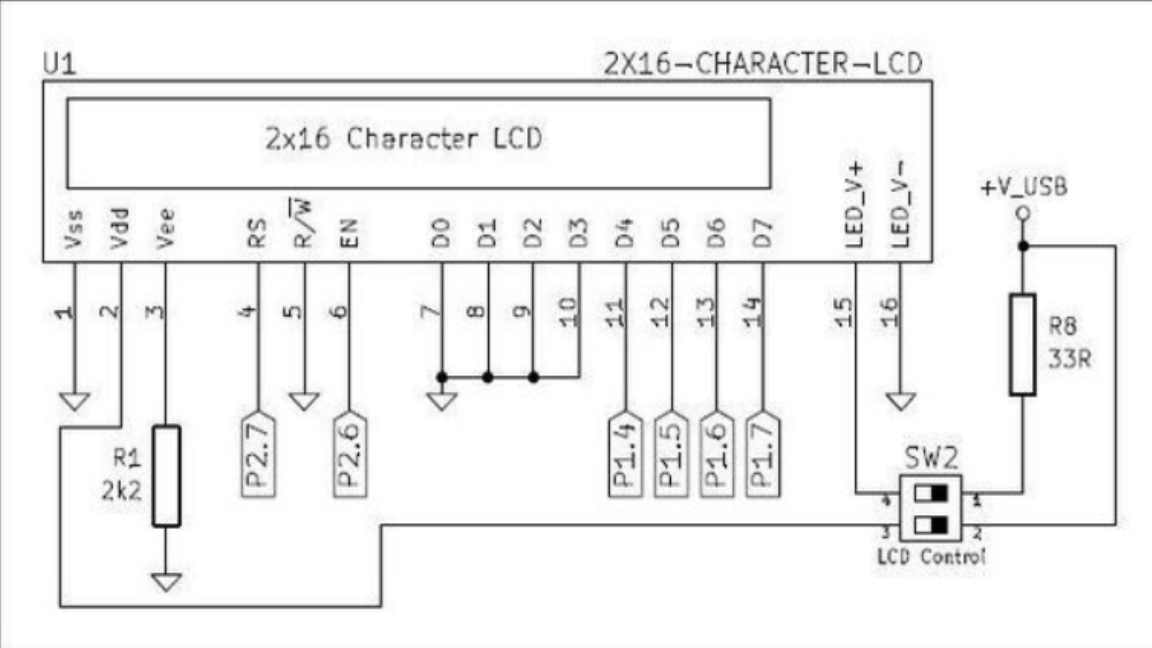 U1
2X16-CHARACTER-LCD
2x16 Character LCD
Vss
Vdd
Vee
RS
R/W
EN
D0
D1
D2
D3
D4
D5
D6
D7
LED_V+
LED_V-
+V_USB
1
2
3
4
5
6
7
8
9
10
11
12
13
14
15
16
R8
33R
R1
2k2
P2.7
P2.6
P1.4
P1.5
P1.6
P1.7
SW2
4
1
3
2
LCD Control